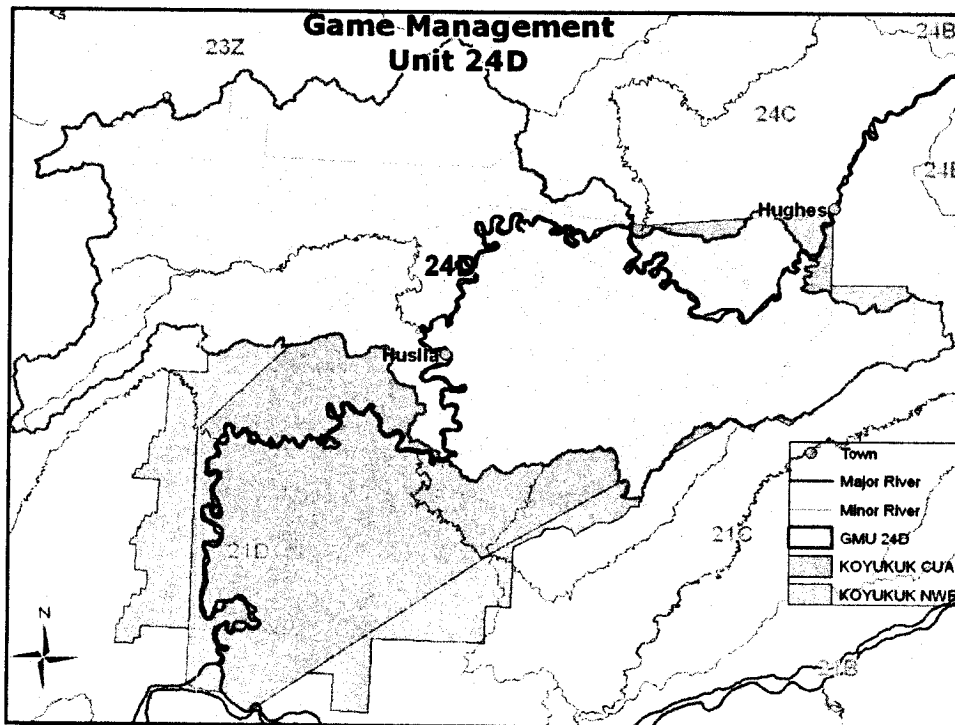 Game Management
Unit 24D
23Z
24B
24C
Hughes
24D
Huslia
21D
21C
21B
Town
Major River
Minor River
GMU 24D
KOYUKUK CUA
KOYUKUK NWR
N